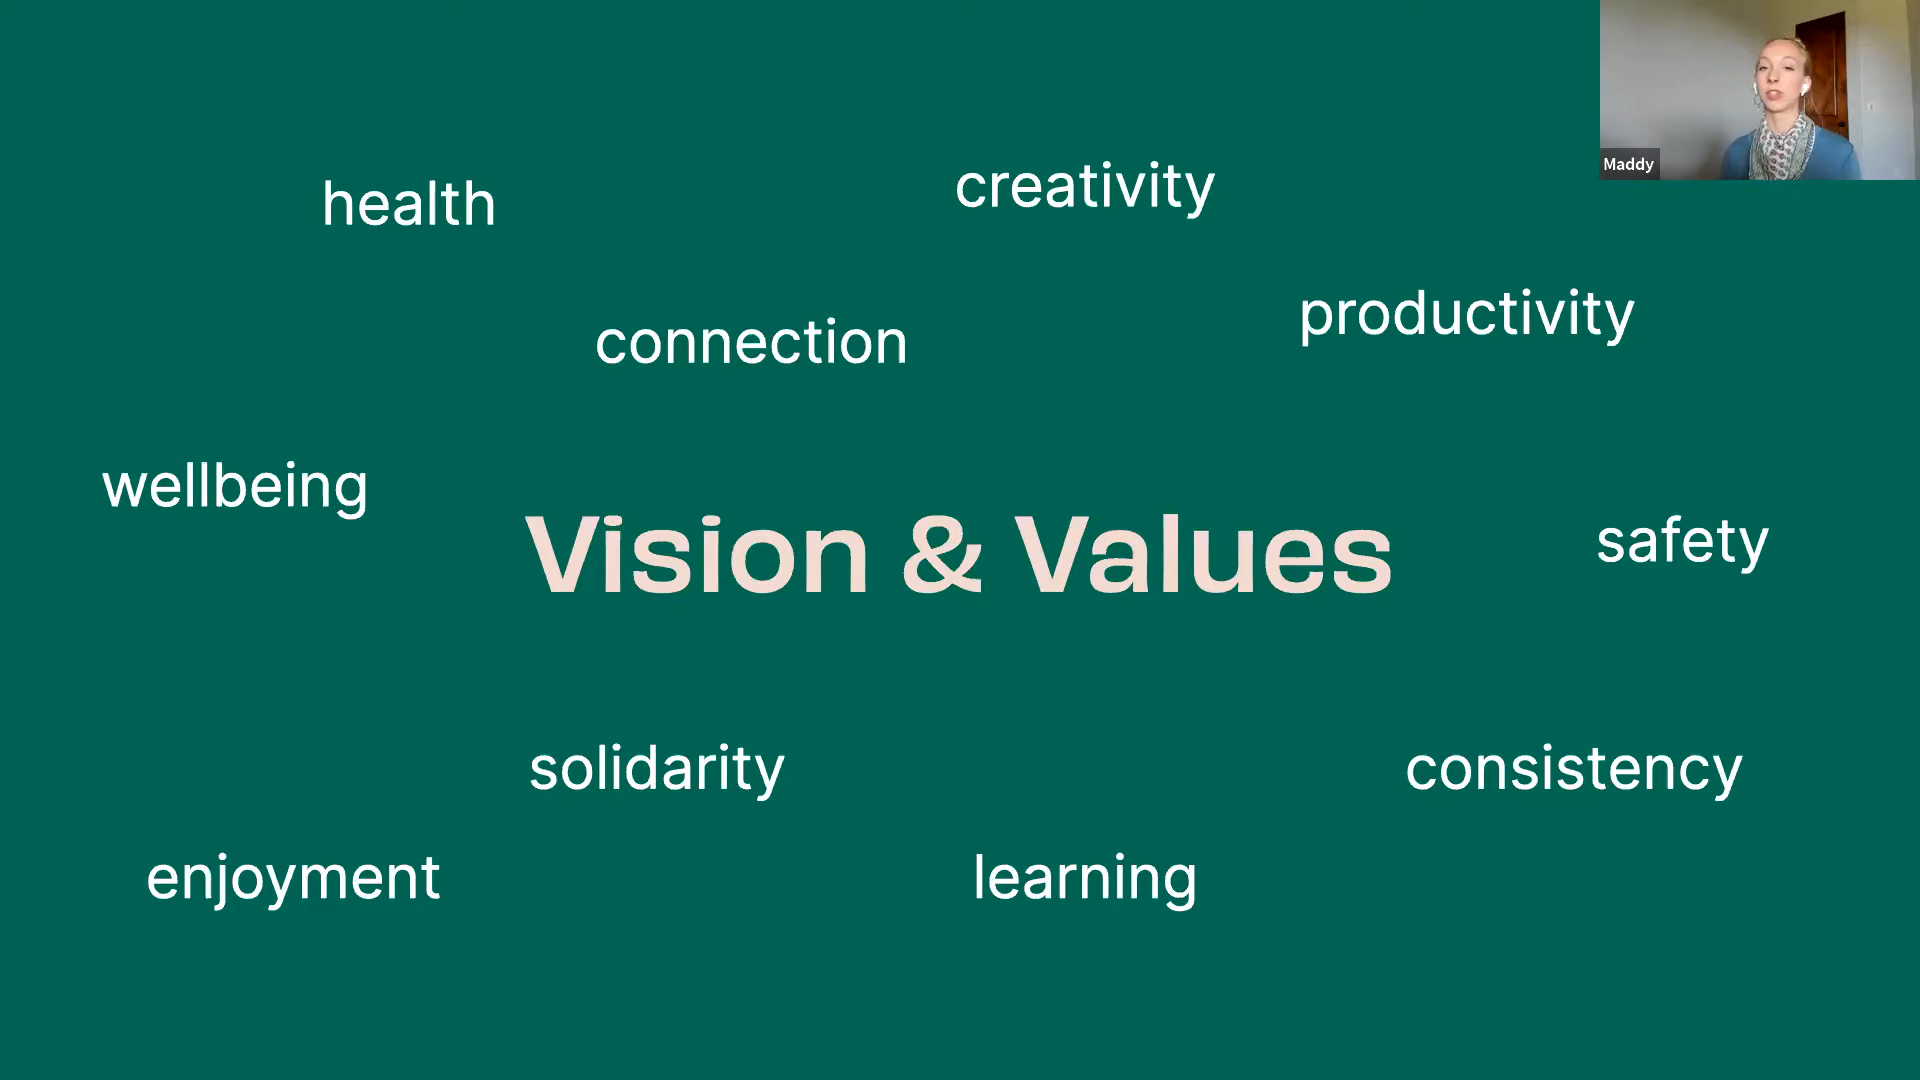 Maddy
health
creativity
connection
productivity
wellbeing
Vision & Values
safety
solidarity
consistency
enjoyment
learning